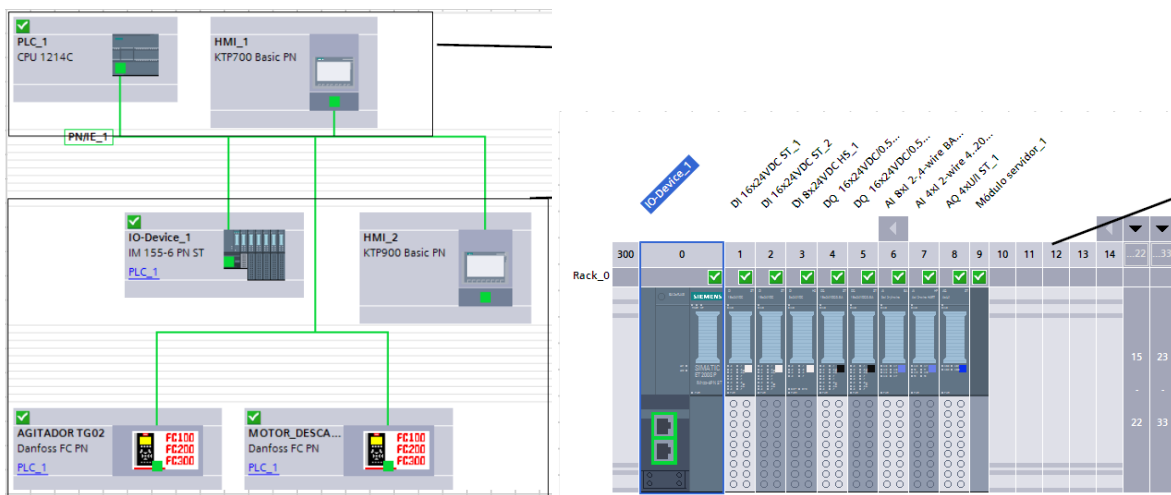 PLC_1
CPU 1214C
HMI_1
KTP700 Basic PN
PN/IE_1
IO-Device_1
IM 155-6 PN ST
PLC_1
HMI_2
KTP900 Basic PN
AGITADOR TG02
Danfoss FC PN
PLC_1
FC100
FC200
FC300
MOTOR_DESCA...
Danfoss FC PN
PLC_1
FC100
FC200
FC300
IO-Device_1
DI 16x24VDC ST_1
DI 16x24VDC ST_2
DI 8x24VDC HS_1
DQ 16x24VDC/0.5...
DQ 16x24VDC/0.5...
AI 8xI 2-,4-wire BA...
AI 4xI 2-wire 4..20...
AQ 4xU/I ST_1
Módulo servidor_1
300 0 1 2 3 4 5 6 7 8 9 10 11 12 13 14 ...22 ...33
Rack_0
SIEMENS
SIMATIC
ET 200SP
15 23
- -
22 33